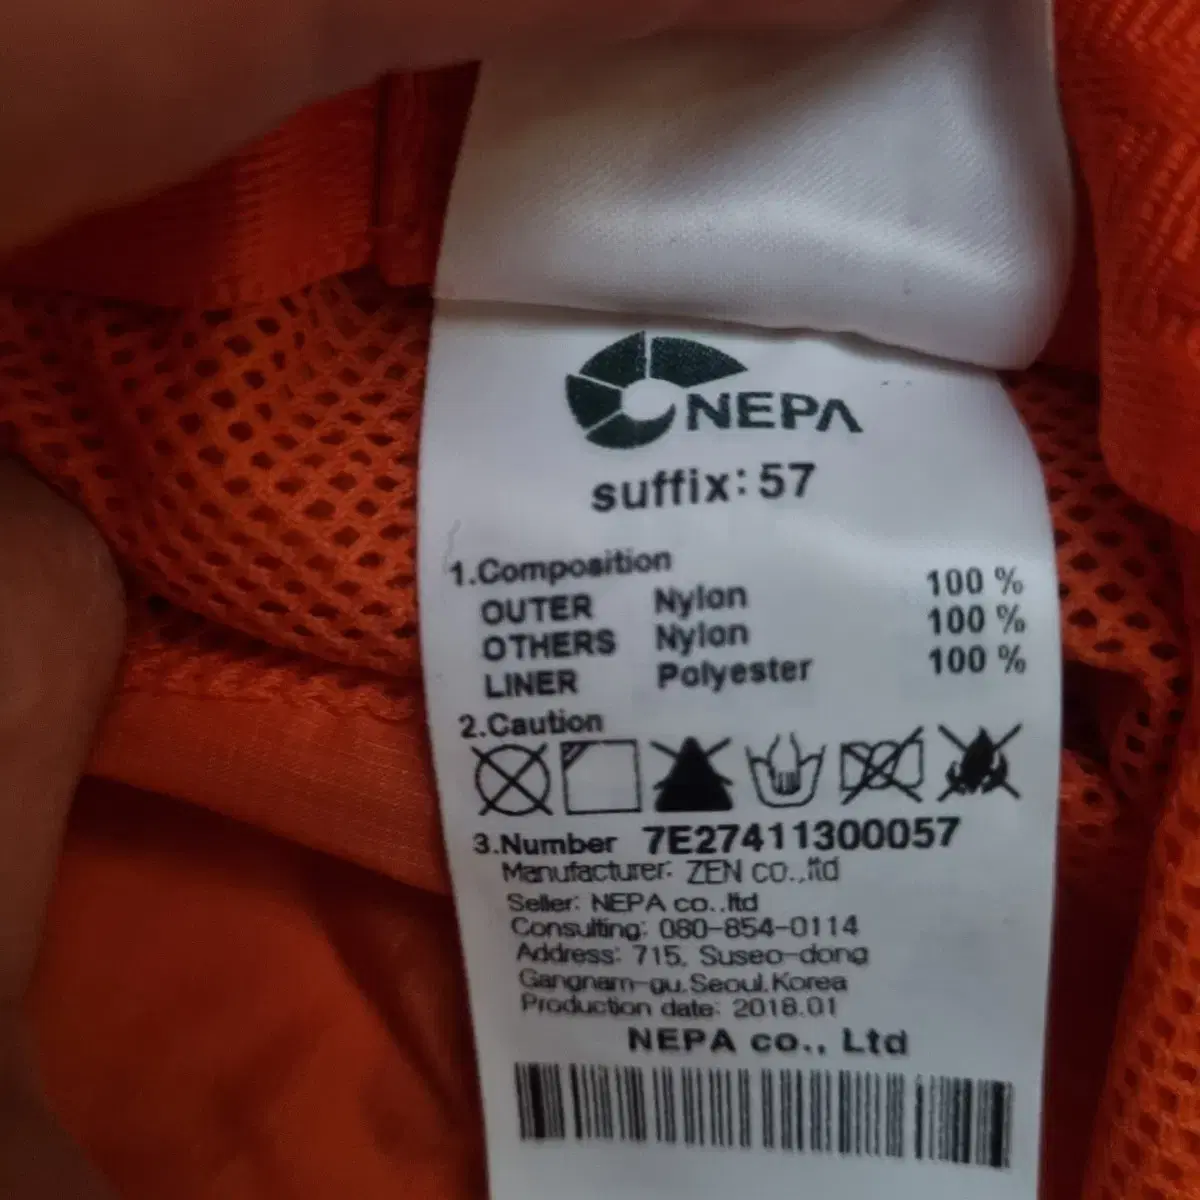 NEPA
suffix: 57
1.Composition
OUTER Nylon 100 %
OTHERS Nylon 100 %
LINER Polyester 100 %
2.Caution
3.Number 7E27411300057
Manufacturer: ZEN co.,ltd
Seller: NEPA co.,ltd
Consulting: 080-854-0114
Address: 715, Suseo-dong
Gangnam-gu,Seoul,Korea
Production date: 2018.01
NEPA co., Ltd